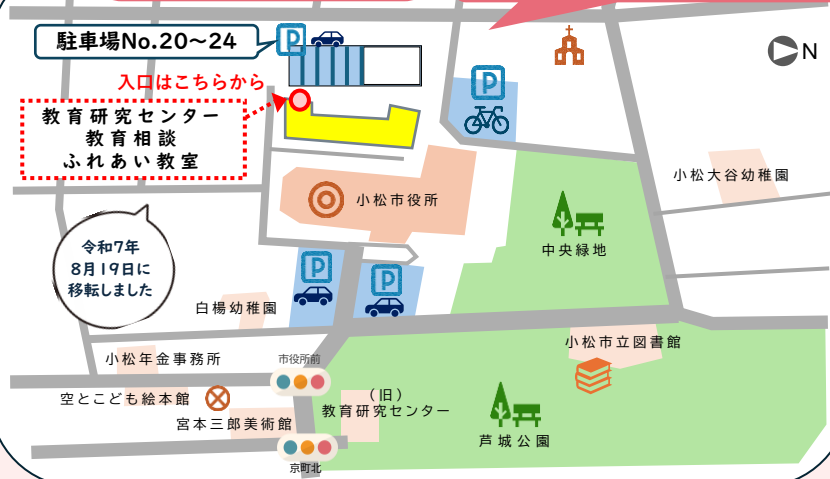 駐車場No.20～24
P
N
入口はこちらから
P
教育研究センター
教育相談
ふれあい教室
小松大谷幼稚園
小松市役所
令和7年
8月19日に
移転しました
中央緑地
P
P
白楊幼稚園
小松市立図書館
小松年金事務所
市役所前
空とこども絵本館
（旧）
教育研究センター
宮本三郎美術館
芦城公園
京町北